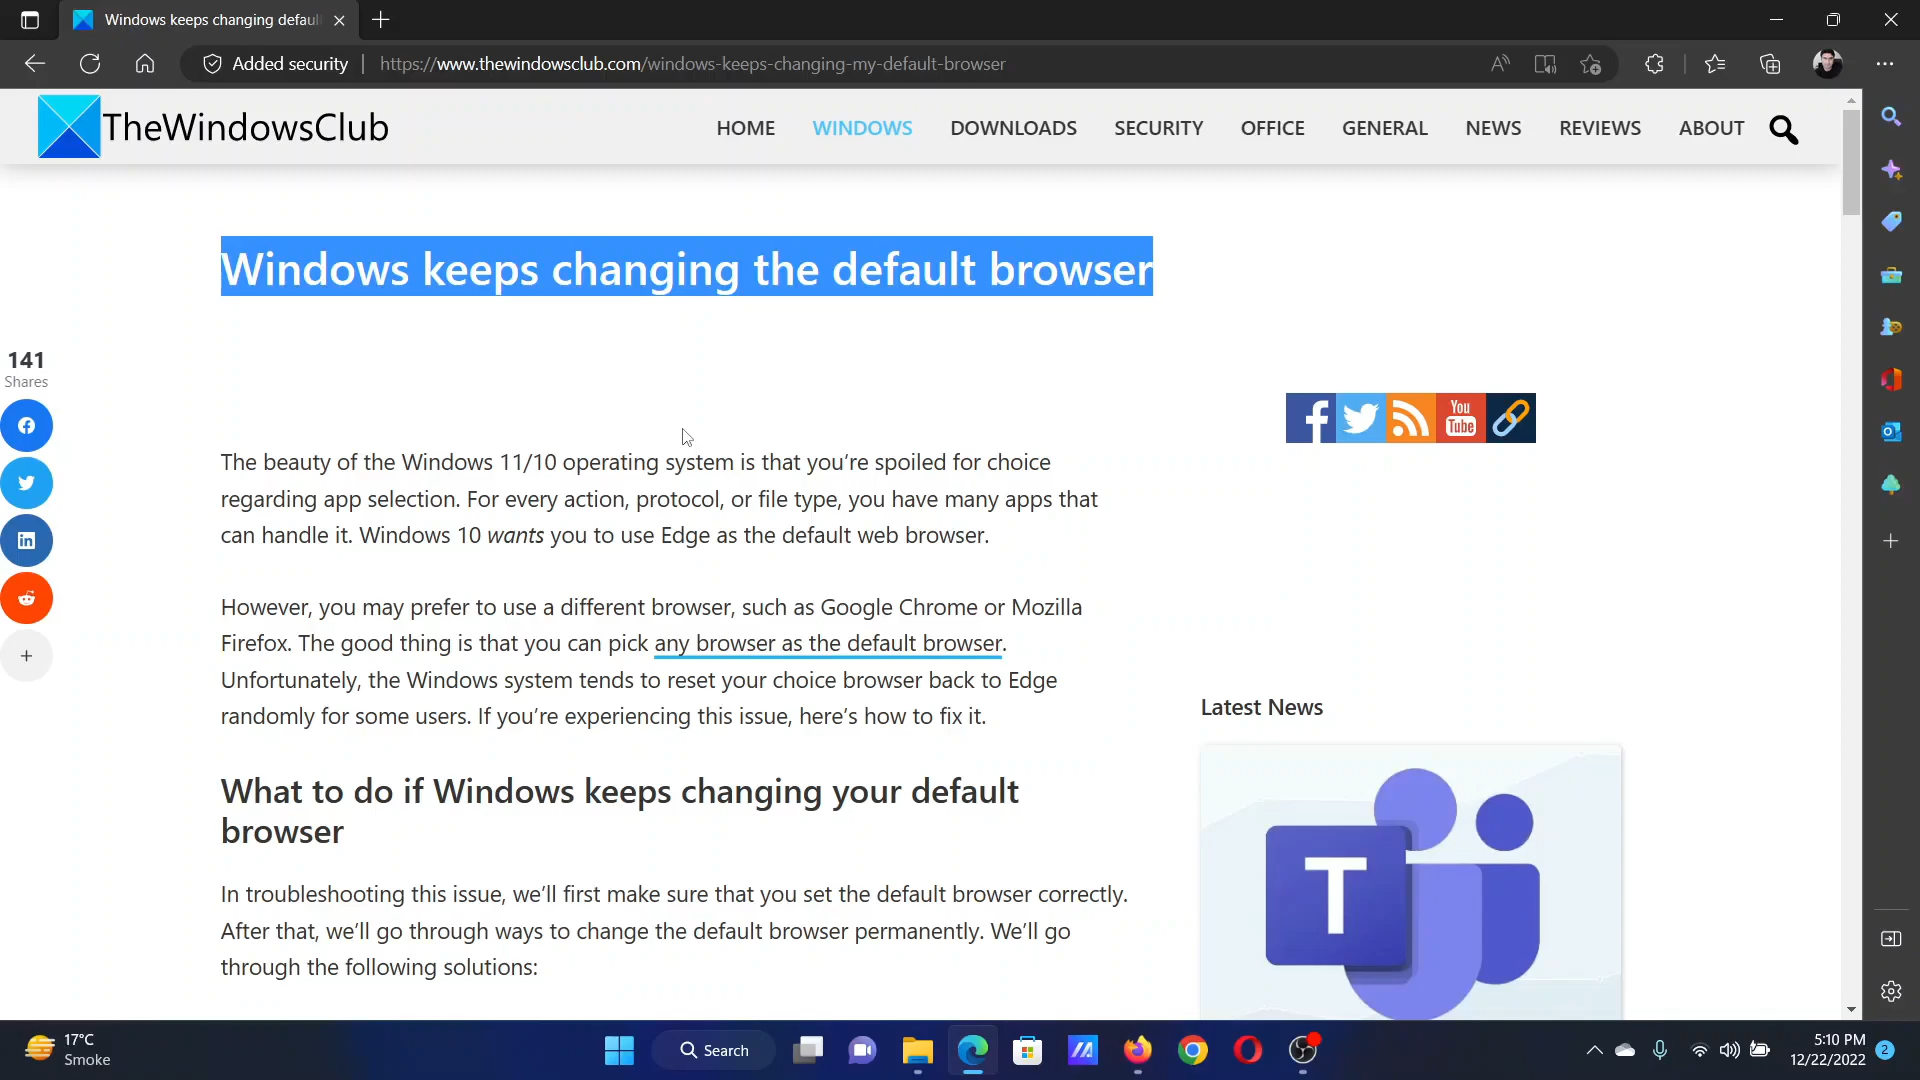 Windows keeps changing defaul
Added security
https://www.thewindowsclub.com/windows-keeps-changing-my-default-browser
TheWindowsClub
HOME
WINDOWS
DOWNLOADS
SECURITY
OFFICE
GENERAL
NEWS
REVIEWS
ABOUT
Windows keeps changing the default browser
141
Shares
You
Tube
The beauty of the Windows 11/10 operating system is that you’re spoiled for choice
regarding app selection. For every action, protocol, or file type, you have many apps that
can handle it. Windows 10 wants you to use Edge as the default web browser.
However, you may prefer to use a different browser, such as Google Chrome or Mozilla
Firefox. The good thing is that you can pick any browser as the default browser.
Unfortunately, the Windows system tends to reset your choice browser back to Edge
randomly for some users. If you’re experiencing this issue, here’s how to fix it.
Latest News
What to do if Windows keeps changing your default
browser
T
In troubleshooting this issue, we’ll first make sure that you set the default browser correctly.
After that, we’ll go through ways to change the default browser permanently. We’ll go
through the following solutions:
17°C
Smoke
Search
5:10 PM
12/22/2022
2